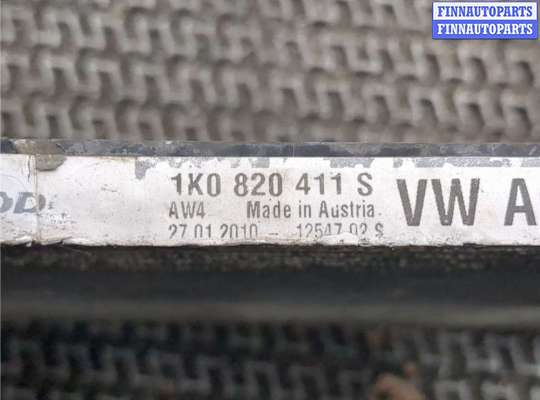 FINNAUTOPARTS
FINNAUTOPARTS
1K0 820 411 S
VW A
AW4 Made in Austria.
27.01.2010 - 12547 02 S